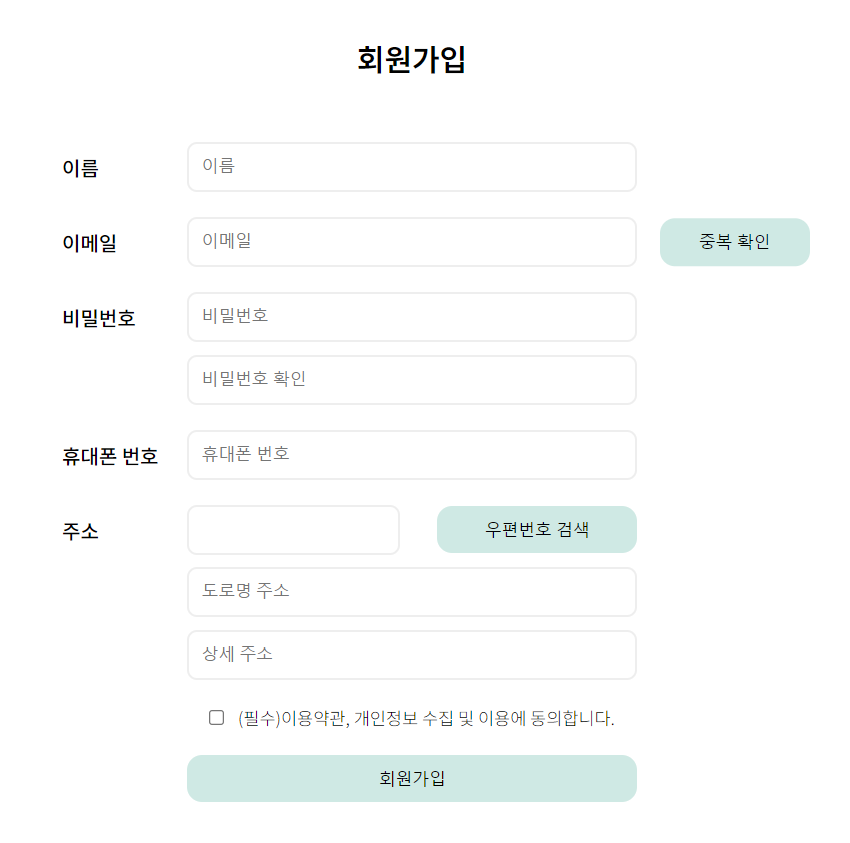 회원가입
이름 이름
이메일 이메일 중복 확인
비밀번호 비밀번호
비밀번호 확인
휴대폰 번호 휴대폰 번호
주소 우편번호 검색
도로명 주소
상세 주소
(필수)이용약관, 개인정보 수집 및 이용에 동의합니다.
회원가입